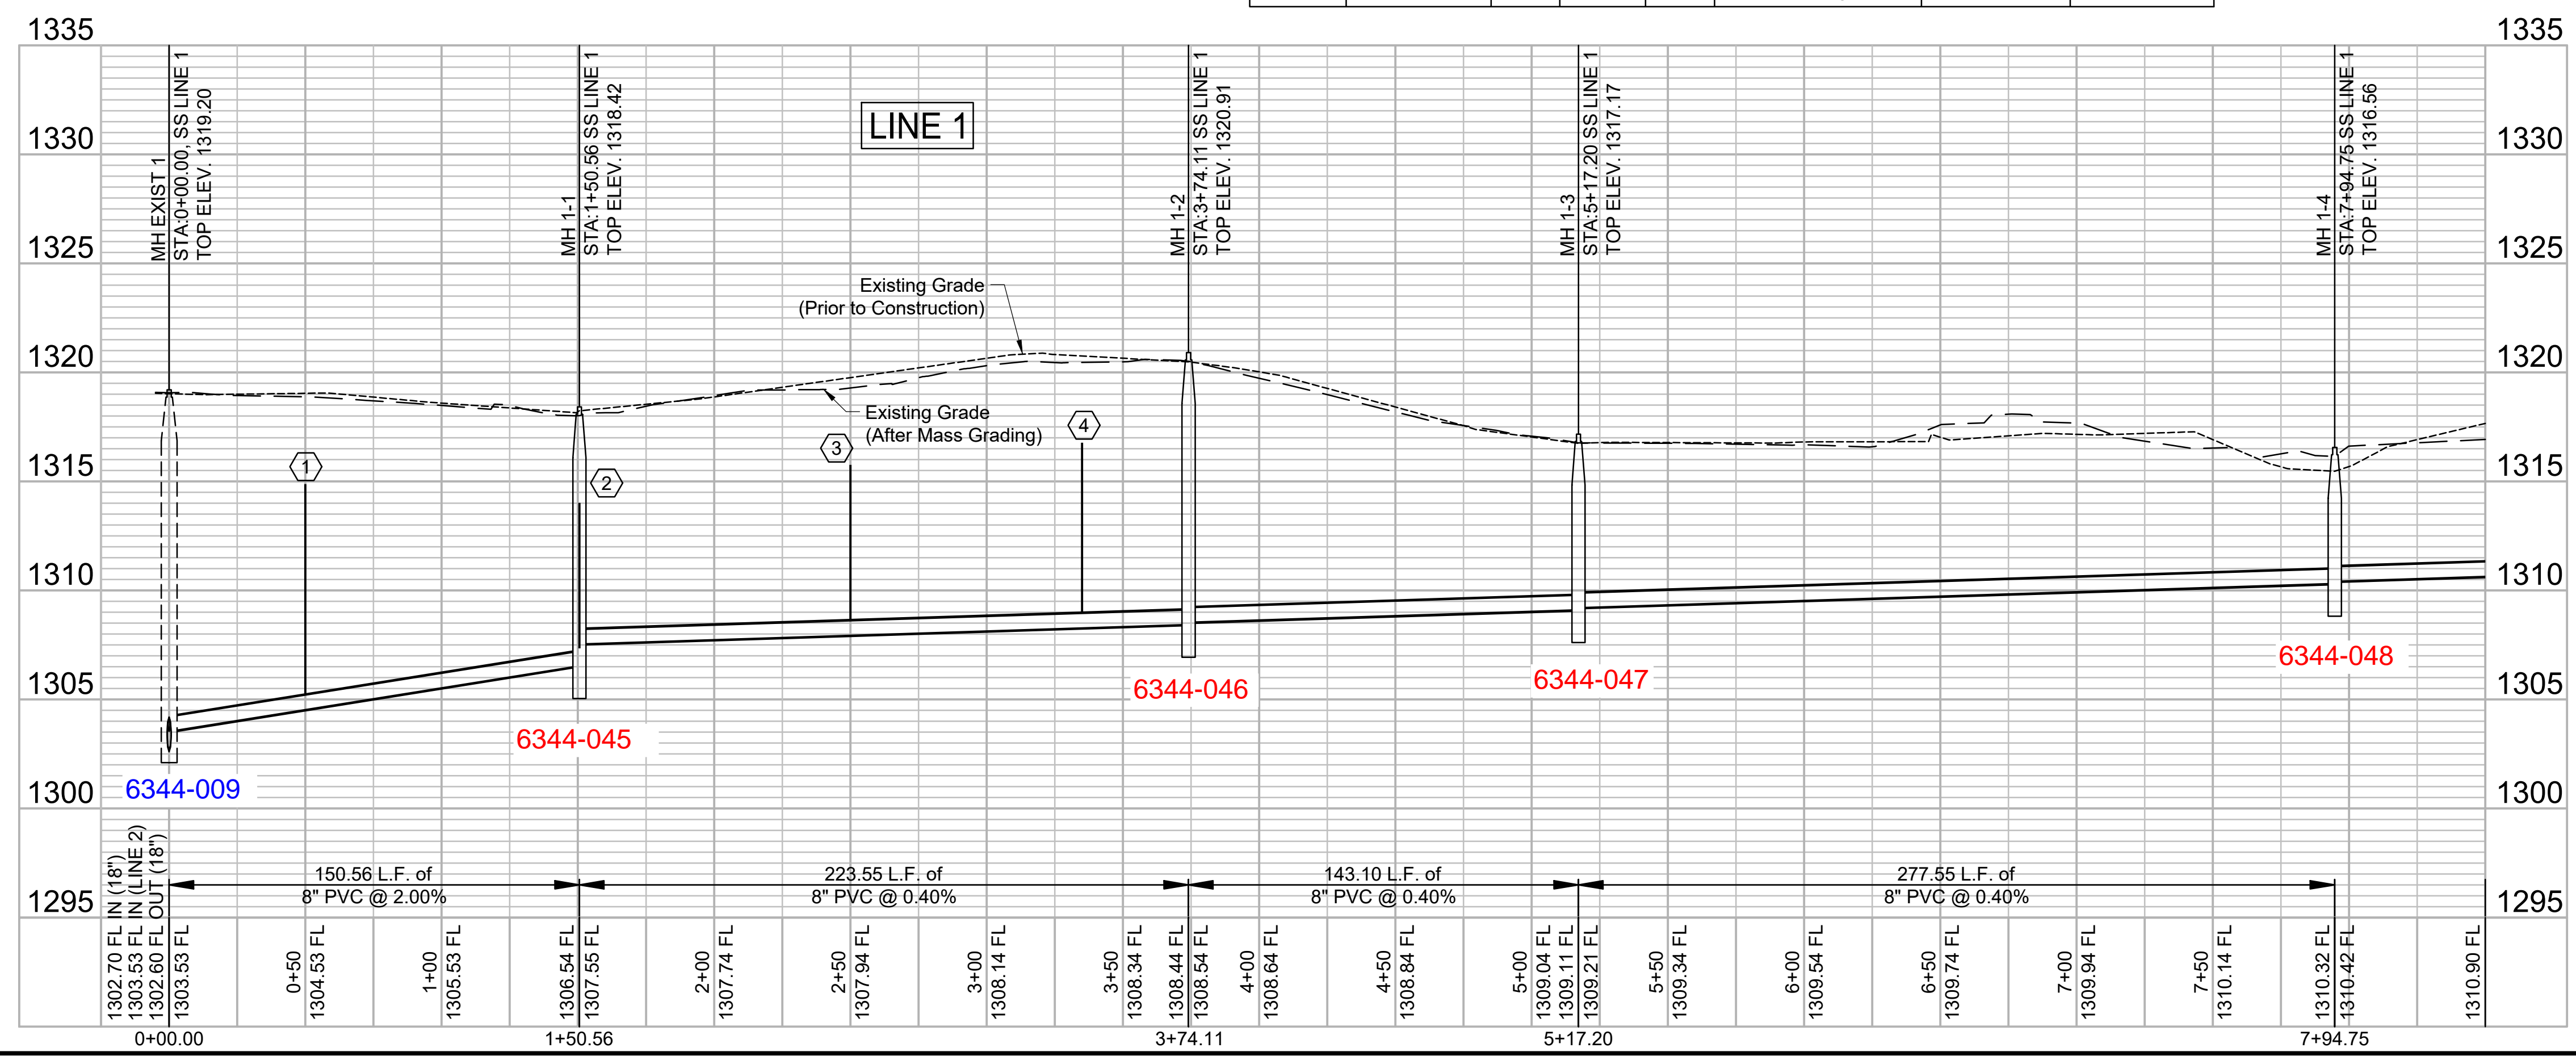 1335
1335
MH EXIST 1
STA:0+00.00, SS LINE 1
TOP ELEV. 1319.20
MH 1-1
STA:1+50.56 SS LINE 1
TOP ELEV. 1318.42
LINE 1
MH 1-2
STA:3+74.11 SS LINE 1
TOP ELEV. 1320.91
MH 1-3
STA:5+17.20 SS LINE 1
TOP ELEV. 1317.17
MH 1-4
STA:7+94.75 SS LINE 1
TOP ELEV. 1316.56
1330
1330
1325
1325
Existing Grade
(Prior to Construction)
1320
1320
Existing Grade
(After Mass Grading)
1
2
3
4
1315
1315
1310
1310
1305
1305
6344-009
6344-045
6344-046
6344-047
6344-048
1300
1300
150.56 L.F. of
8" PVC @ 2.00%
223.55 L.F. of
8" PVC @ 0.40%
143.10 L.F. of
8" PVC @ 0.40%
277.55 L.F. of
8" PVC @ 0.40%
1295
1295
1302.70 FL IN (18")
1303.53 FL IN (LINE 2)
1302.60 FL OUT (18")
1303.53 FL
0+50
1304.53 FL
1+00
1305.53 FL
1306.54 FL
1307.55 FL
2+00
1307.74 FL
2+50
1307.94 FL
3+00
1308.14 FL
3+50
1308.34 FL
1308.44 FL
1308.54 FL
4+00
1308.64 FL
4+50
1308.84 FL
5+00
1309.04 FL
1309.11 FL
1309.21 FL
5+50
1309.34 FL
6+00
1309.54 FL
6+50
1309.74 FL
7+00
1309.94 FL
7+50
1310.14 FL
1310.32 FL
1310.42 FL
1310.90 FL
0+00.00
1+50.56
3+74.11
5+17.20
7+94.75